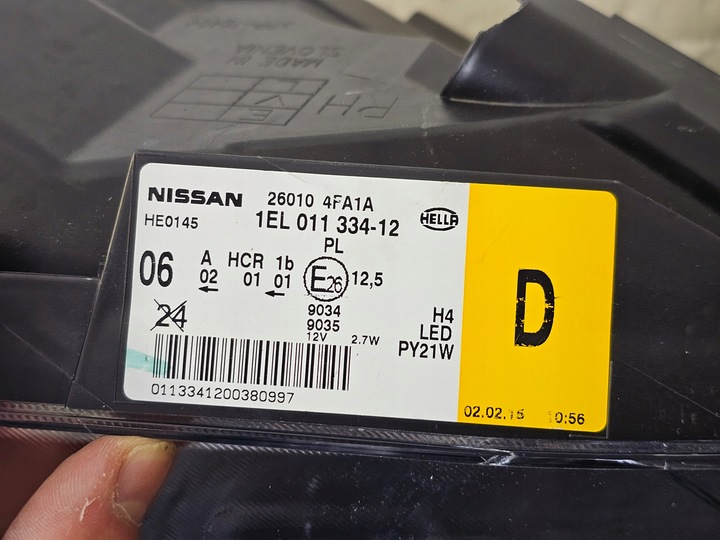 MADE IN
SLOVENIA
PH
NISSAN 26010 4FA1A
HE0145 1EL 011 334-12 HELLA
PL
06 A HCR 1b E26 12,5
02 01 01
24 9034 H4
9035 LED
12V 2.7W PY21W
D
0113341200380997
02.02.15 0:56